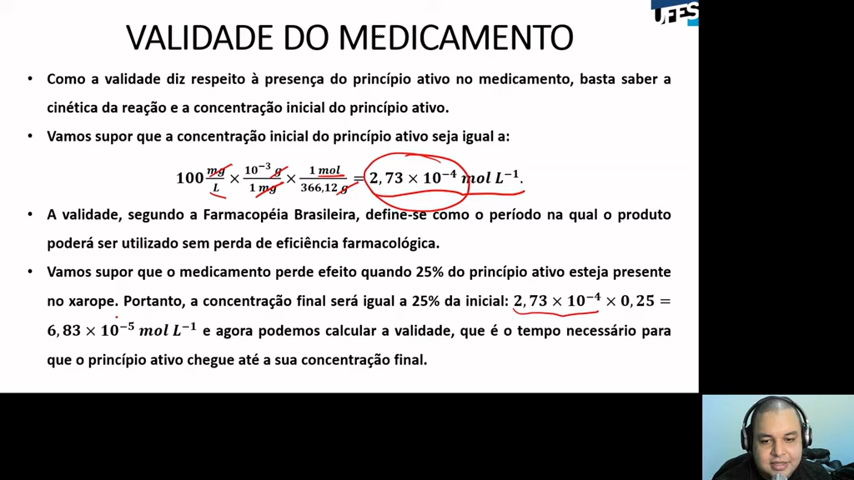 UFES
VALIDADE DO MEDICAMENTO
• Como a validade diz respeito à presença do princípio ativo no medicamento, basta saber a
cinética da reação e a concentração inicial do princípio ativo.
• Vamos supor que a concentração inicial do princípio ativo seja igual a:
100 mg/L × 10⁻³ g/1 mg × 1 mol/366,12 g = 2,73 × 10⁻⁴ mol L⁻¹.
• A validade, segundo a Farmacopéia Brasileira, define-se como o período na qual o produto
poderá ser utilizado sem perda de eficiência farmacológica.
• Vamos supor que o medicamento perde efeito quando 25% do princípio ativo esteja presente
no xarope. Portanto, a concentração final será igual a 25% da inicial: 2,73 × 10⁻⁴ × 0,25 =
6,83 × 10⁻⁵ mol L⁻¹ e agora podemos calcular a validade, que é o tempo necessário para
que o princípio ativo chegue até a sua concentração final.